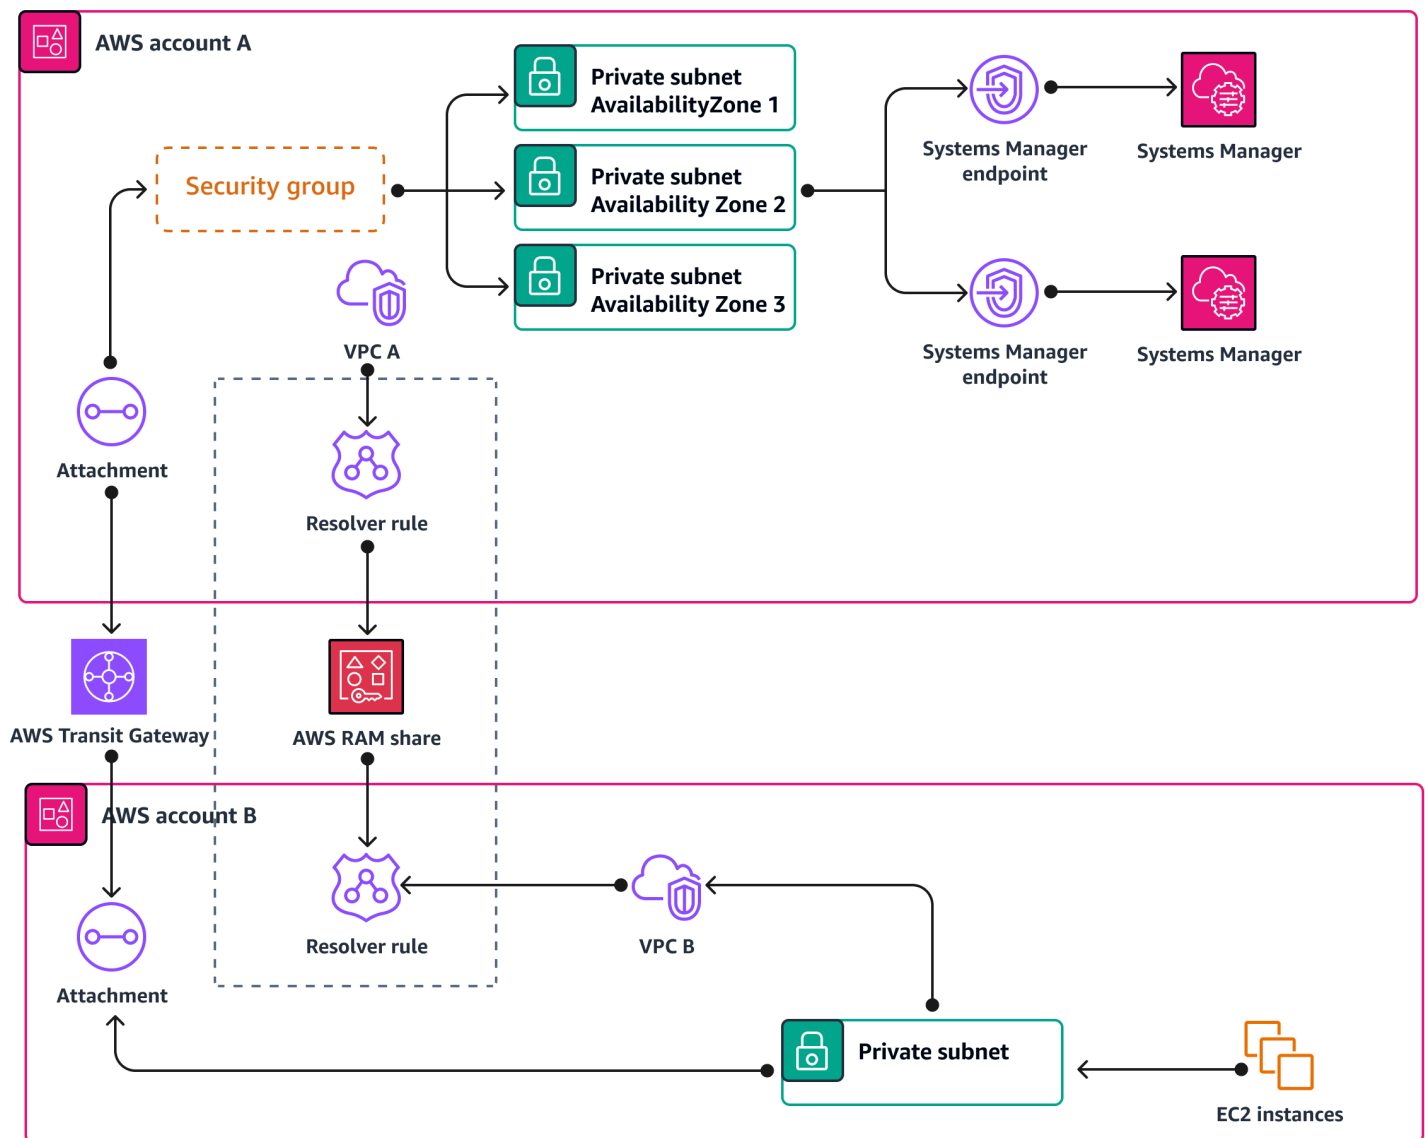 AWS account A
Private subnet
AvailabilityZone 1
Security group
Private subnet
Availability Zone 2
Private subnet
Availability Zone 3
Systems Manager
endpoint
Systems Manager
Systems Manager
endpoint
Systems Manager
VPC A
Attachment
Resolver rule
AWS Transit Gateway
AWS RAM share
AWS account B
Resolver rule
VPC B
Attachment
Private subnet
EC2 instances